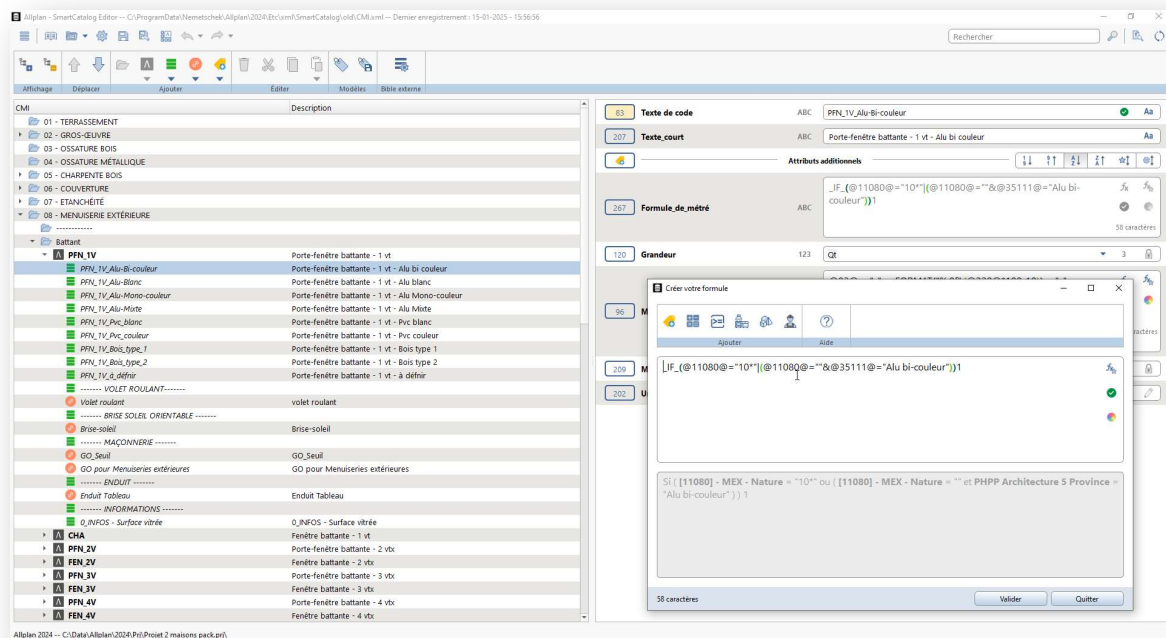 Allplan - SmartCatalog Editor -- C:\ProgramData\Nemetschek\Allplan\2024\Etc\xml\SmartCatalog\old\CMI.xml -- Dernier enregistrement : 15-01-2025 - 15:56:56
Rechercher
Affichage Déplacer Ajouter Éditer Modèles Bible externe
CMI Description
01 - TERRASSEMENT
02 - GROS-ŒUVRE
03 - OSSATURE BOIS
04 - OSSATURE MÉTALLIQUE
05 - CHARPENTE BOIS
06 - COUVERTURE
07 - ETANCHÉITÉ
08 - MENUISERIE EXTÉRIEURE
------------
Battant
PFN_1V Porte-fenêtre battante - 1 vt
PFN_1V_Alu-Bi-couleur Porte-fenêtre battante - 1 vt - Alu bi couleur
PFN_1V_Alu-Blanc Porte-fenêtre battante - 1 vt - Alu blanc
PFN_1V_Alu-Mono-couleur Porte-fenêtre battante - 1 vt - Alu Mono-couleur
PFN_1V_Alu-Mixte Porte-fenêtre battante - 1 vt - Alu Mixte
PFN_1V_Pvc_blanc Porte-fenêtre battante - 1 vt - Pvc blanc
PFN_1V_Pvc_couleur Porte-fenêtre battante - 1 vt - Pvc couleur
PFN_1V_Bois_type_1 Porte-fenêtre battante - 1 vt - Bois type 1
PFN_1V_Bois_type_2 Porte-fenêtre battante - 1 vt - Bois type 2
PFN_1V_à_défnir Porte-fenêtre battante - 1 vt - à défnir
------- VOLET ROULANT-------
Volet roulant volet roulant
------- BRISE SOLEIL ORIENTABLE -------
Brise-soleil Brise-soleil
------- MAÇONNERIE -------
GO_Seuil GO_Seuil
GO pour Menuiseries extérieures GO pour Menuiseries extérieures
------- ENDUIT -------
Enduit Tableau Enduit Tableau
------- INFORMATIONS -------
0_INFOS - Surface vitrée 0_INFOS - Surface vitrée
CHA Fenêtre battante - 1 vt
PFN_2V Porte-fenêtre battante - 2 vtx
FEN_2V Fenêtre battante - 2 vtx
PFN_3V Porte-fenêtre battante - 3 vtx
FEN_3V Fenêtre battante - 3 vtx
PFN_4V Porte-fenêtre battante - 4 vtx
FEN_4V Fenêtre battante - 4 vtx
Allplan 2024 -- C:\Data\Allplan\2024\Prj\Projet 2 maisons pack.prj\
83 Texte de code ABC PFN_1V_Alu-Bi-couleur Aa
207 Texte_court ABC Porte-fenêtre battante - 1 vt - Alu bi couleur Aa
Attributs additionnels
267 Formule_de_métré ABC _IF_(@11080@="10*"|(@11080@=""&@35111@="Alu bi-
couleur"))1
58 caractères
120 Grandeur 123 Qt 3
96 M
209 M
202 U
Créer votre formule
Ajouter Aide
_IF_(@11080@="10*"|(@11080@=""&@35111@="Alu bi-couleur"))1
Si ( [11080] - MEX - Nature = "10*" ou ( [11080] - MEX - Nature = "" et PHPP Architecture 5 Province =
"Alu bi-couleur" ) ) 1
58 caractères Valider Quitter